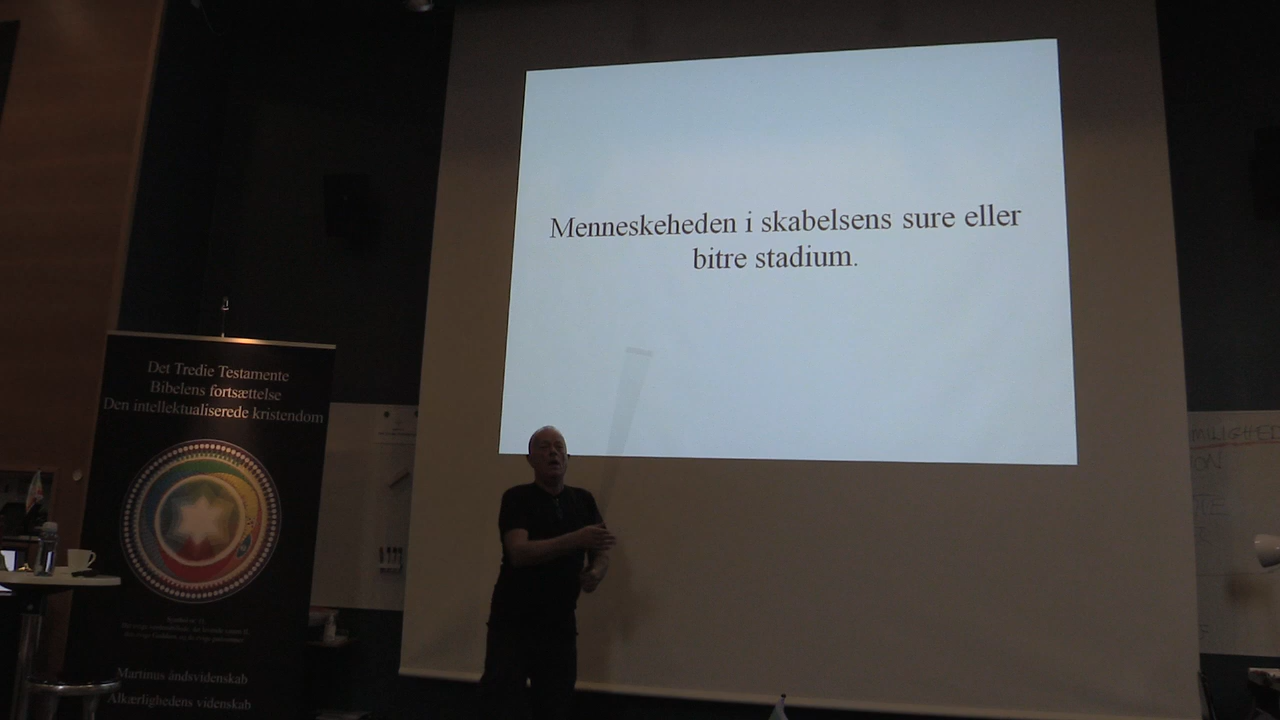 Menneskeheden i skabelsens sure eller
bitre stadium.
Det Tredie Testamente
Bibelens fortsættelse
Den intellektualiserede kristendom
Martinus åndsvidenskab
Alkærlighedens videnskab